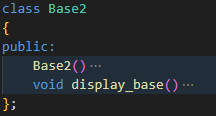 class Base2
{
public:
    Base2()⋯
    void display_base()⋯
};